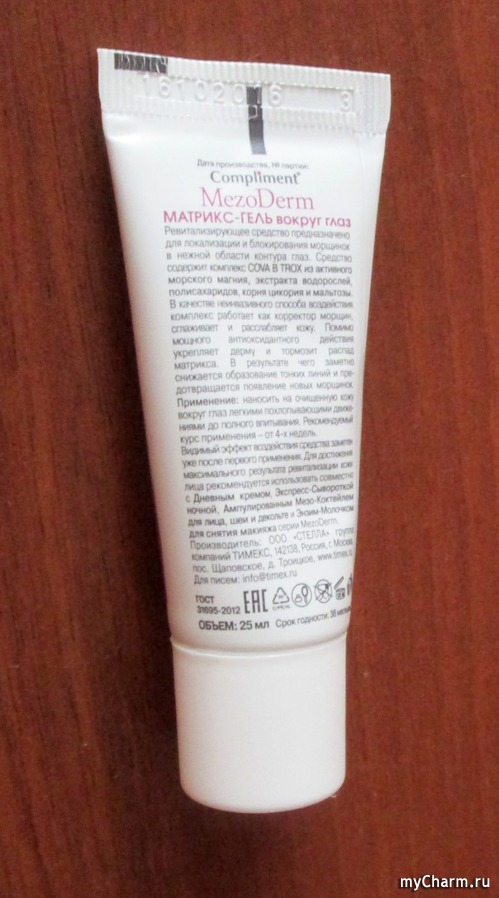 16102016 3
Дата производства, № партии:
Compliment
MezoDerm
МАТРИКС-ГЕЛЬ вокруг глаз
Ревитализирующее средство предназначено
для локализации и блокирования морщинок
в нежной области контура глаз. Средство
содержит комплекс COVA B TROX из активного
морского магния, экстракта водорослей,
полисахаридов, корня цикория и мальтозы.
В качестве неинвазивного способа воздействия
комплекс работает как корректор морщин,
сглаживает и расслабляет кожу. Помимо
мощного антиоксидантного действия
укрепляет дерму и тормозит распад
матрикса. В результате чего заметно
снижается образование тонких линий и пре-
дотвращается появление новых морщинок.
Применение: наносить на очищенную кожу
вокруг глаз легкими похлопывающими движе-
ниями до полного впитывания. Рекомендуемый
курс применения – от 4-х недель.
Видимый эффект воздействия средства заметен
уже после первого применения. Для достижения
максимального результата ревитализации кожи
лица рекомендуется использовать совместно
с Дневным кремом, Экспресс-Сывороткой
ночной, Ампулированным Мезо-Коктейлем
для лица, шеи и декольте и Энзим-Молочком
для снятия макияжа серии MezoDerm.
Производитель: ООО «СТЕЛЛА» группа
компаний ТИМЕКС, 142138, Россия, г. Москва,
пос. Щаповское, д. Троицкое, www.timex.ru
Для писем: info@timex.ru
ГОСТ
31695-2012 EAC
ОБЪЕМ: 25 мл Срок годности: 36 месяцев
myCharm.ru